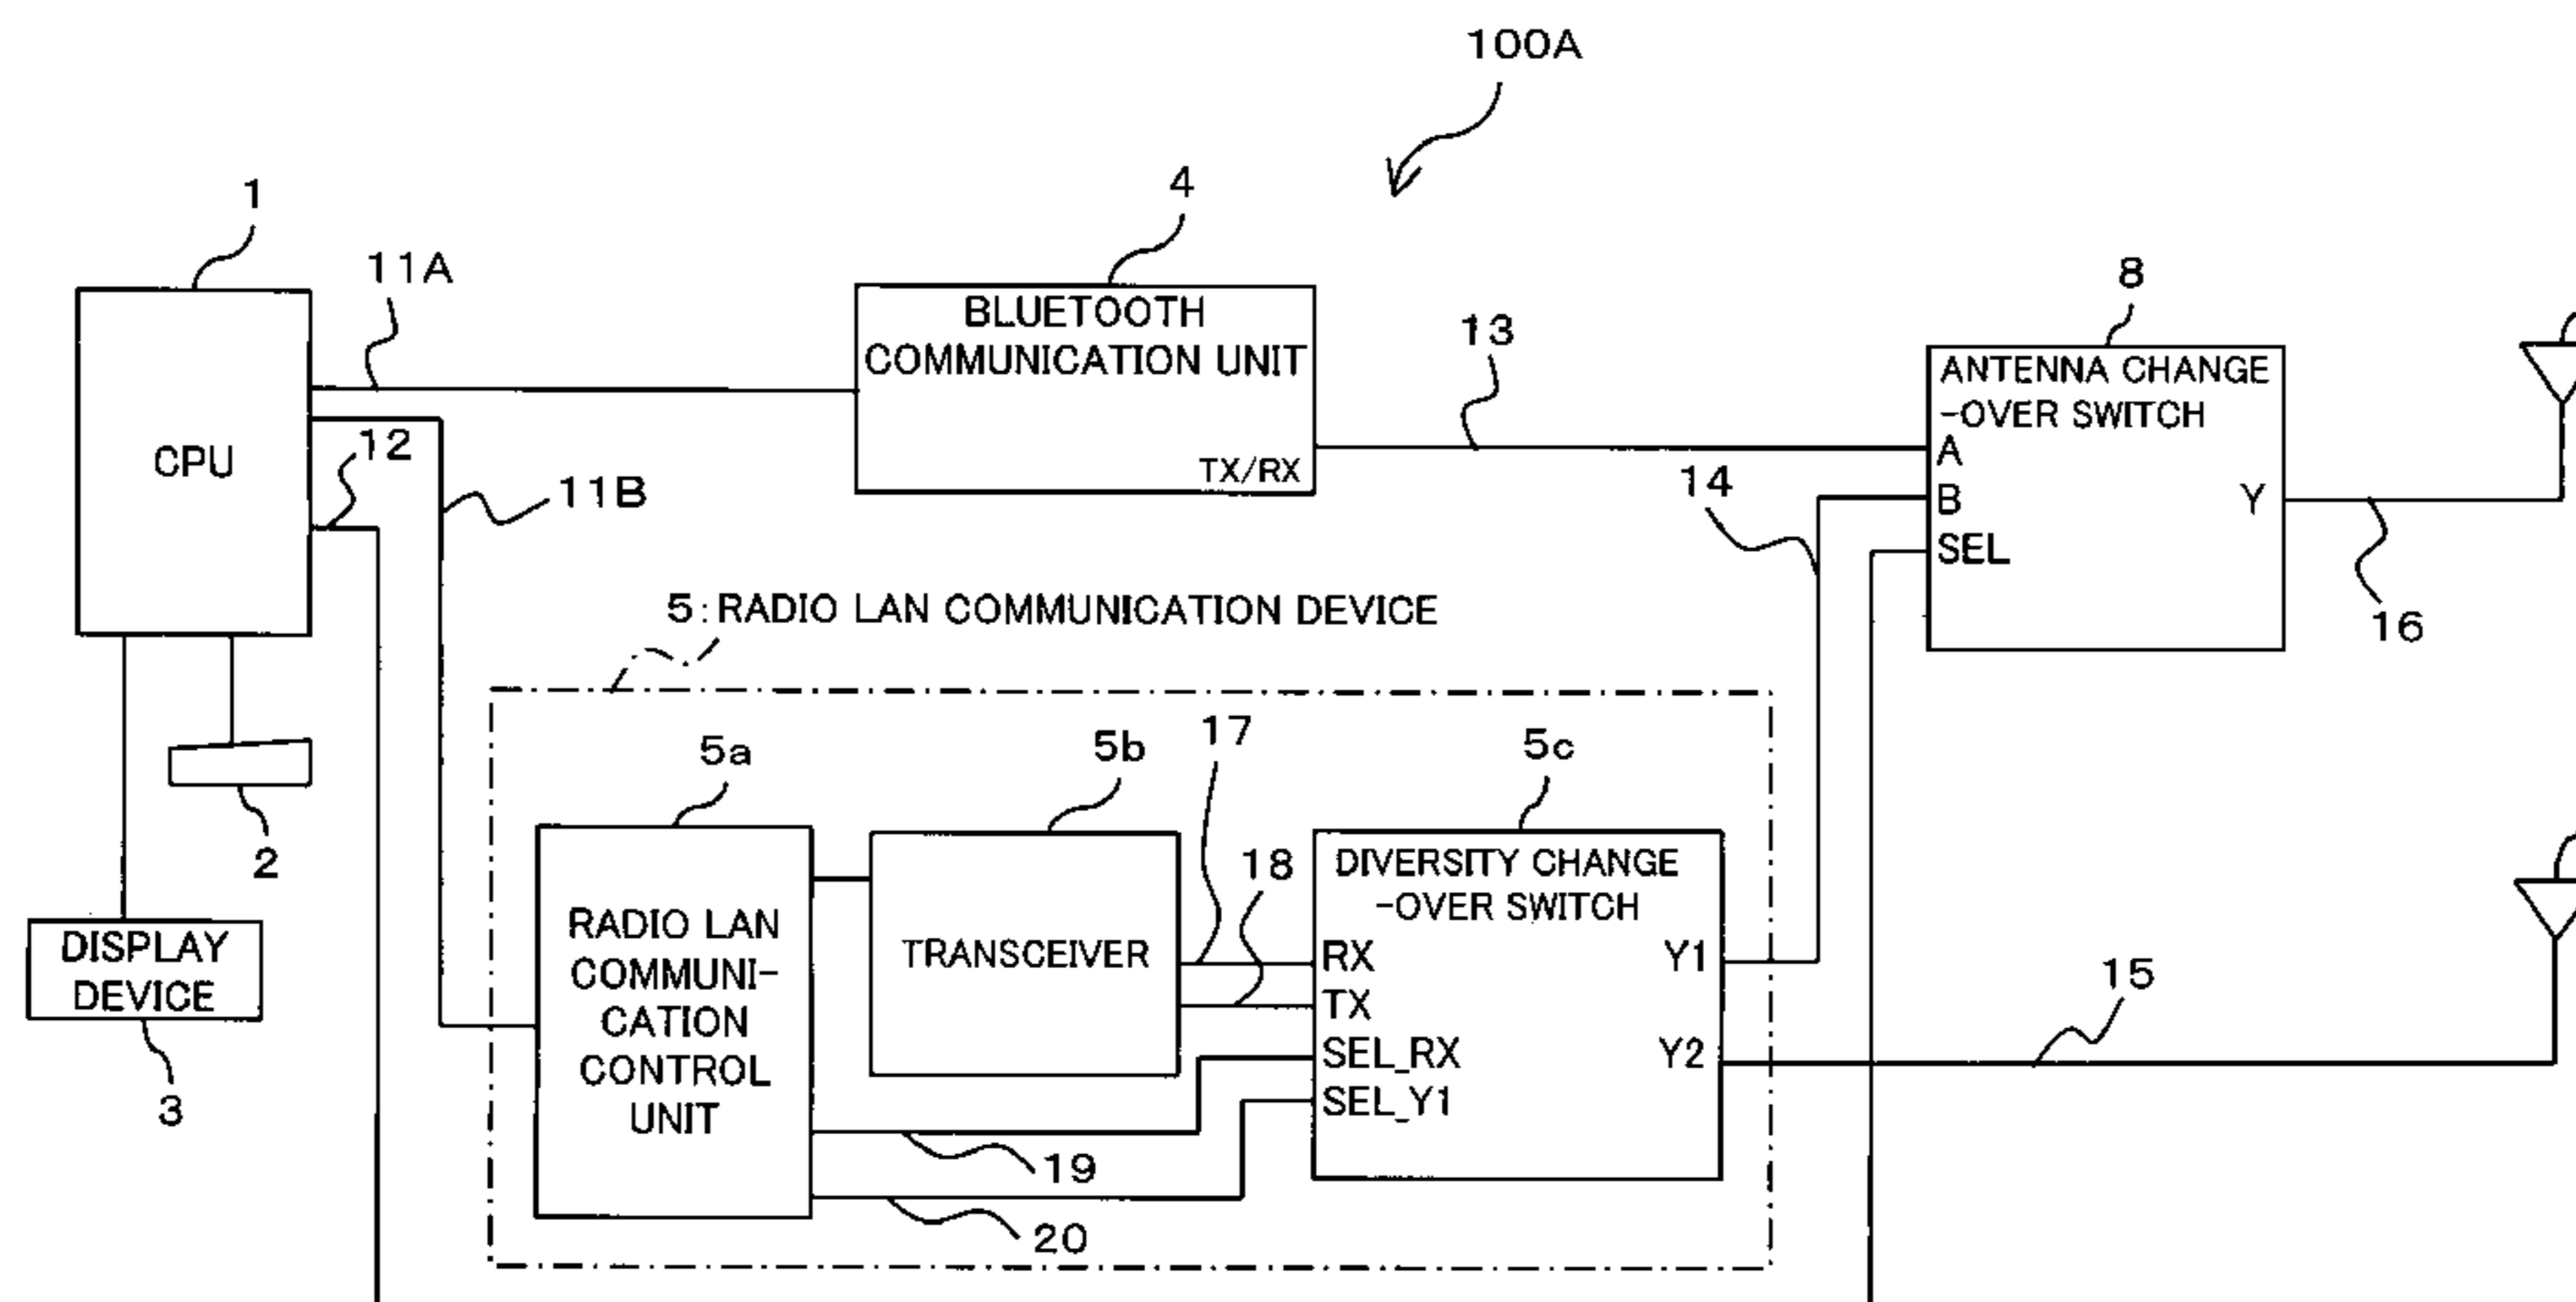 100A
1
11A
4
BLUETOOTH
COMMUNICATION UNIT
TX/RX
13
8
ANTENNA CHANGE
-OVER SWITCH
A
B
SEL
Y
CPU
12
11B
14
16
5:RADIO LAN COMMUNICATION DEVICE
2
DISPLAY
DEVICE
3
5a
RADIO LAN
COMMUNI-
CATION
CONTROL
UNIT
5b
TRANSCEIVER
17
18
5c
DIVERSITY CHANGE
-OVER SWITCH
RX
TX
SEL_RX
SEL_Y1
Y1
Y2
15
19
20